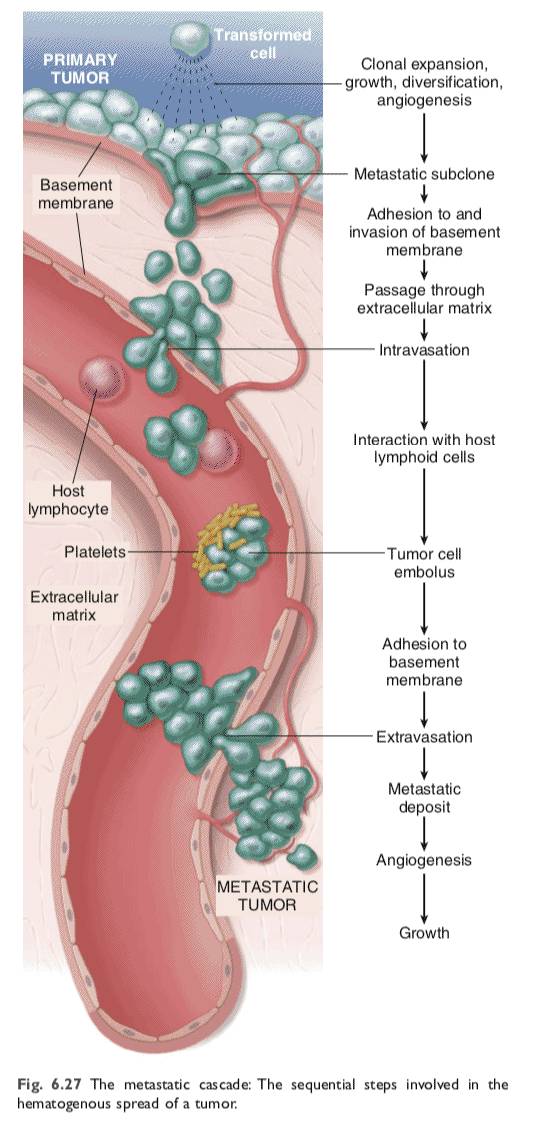 Transformed
cell
PRIMARY
TUMOR
Basement
membrane
Host
lymphocyte
Platelets
Extracellular
matrix
METASTATIC
TUMOR
Clonal expansion,
growth, diversification,
angiogenesis
Metastatic subclone
Adhesion to and
invasion of basement
membrane
Passage through
extracellular matrix
Intravasation
Interaction with host
lymphoid cells
Tumor cell
embolus
Adhesion to
basement
membrane
Extravasation
Metastatic
deposit
Angiogenesis
Growth
Fig. 6.27 The metastatic cascade: The sequential steps involved in the
hematogenous spread of a tumor.